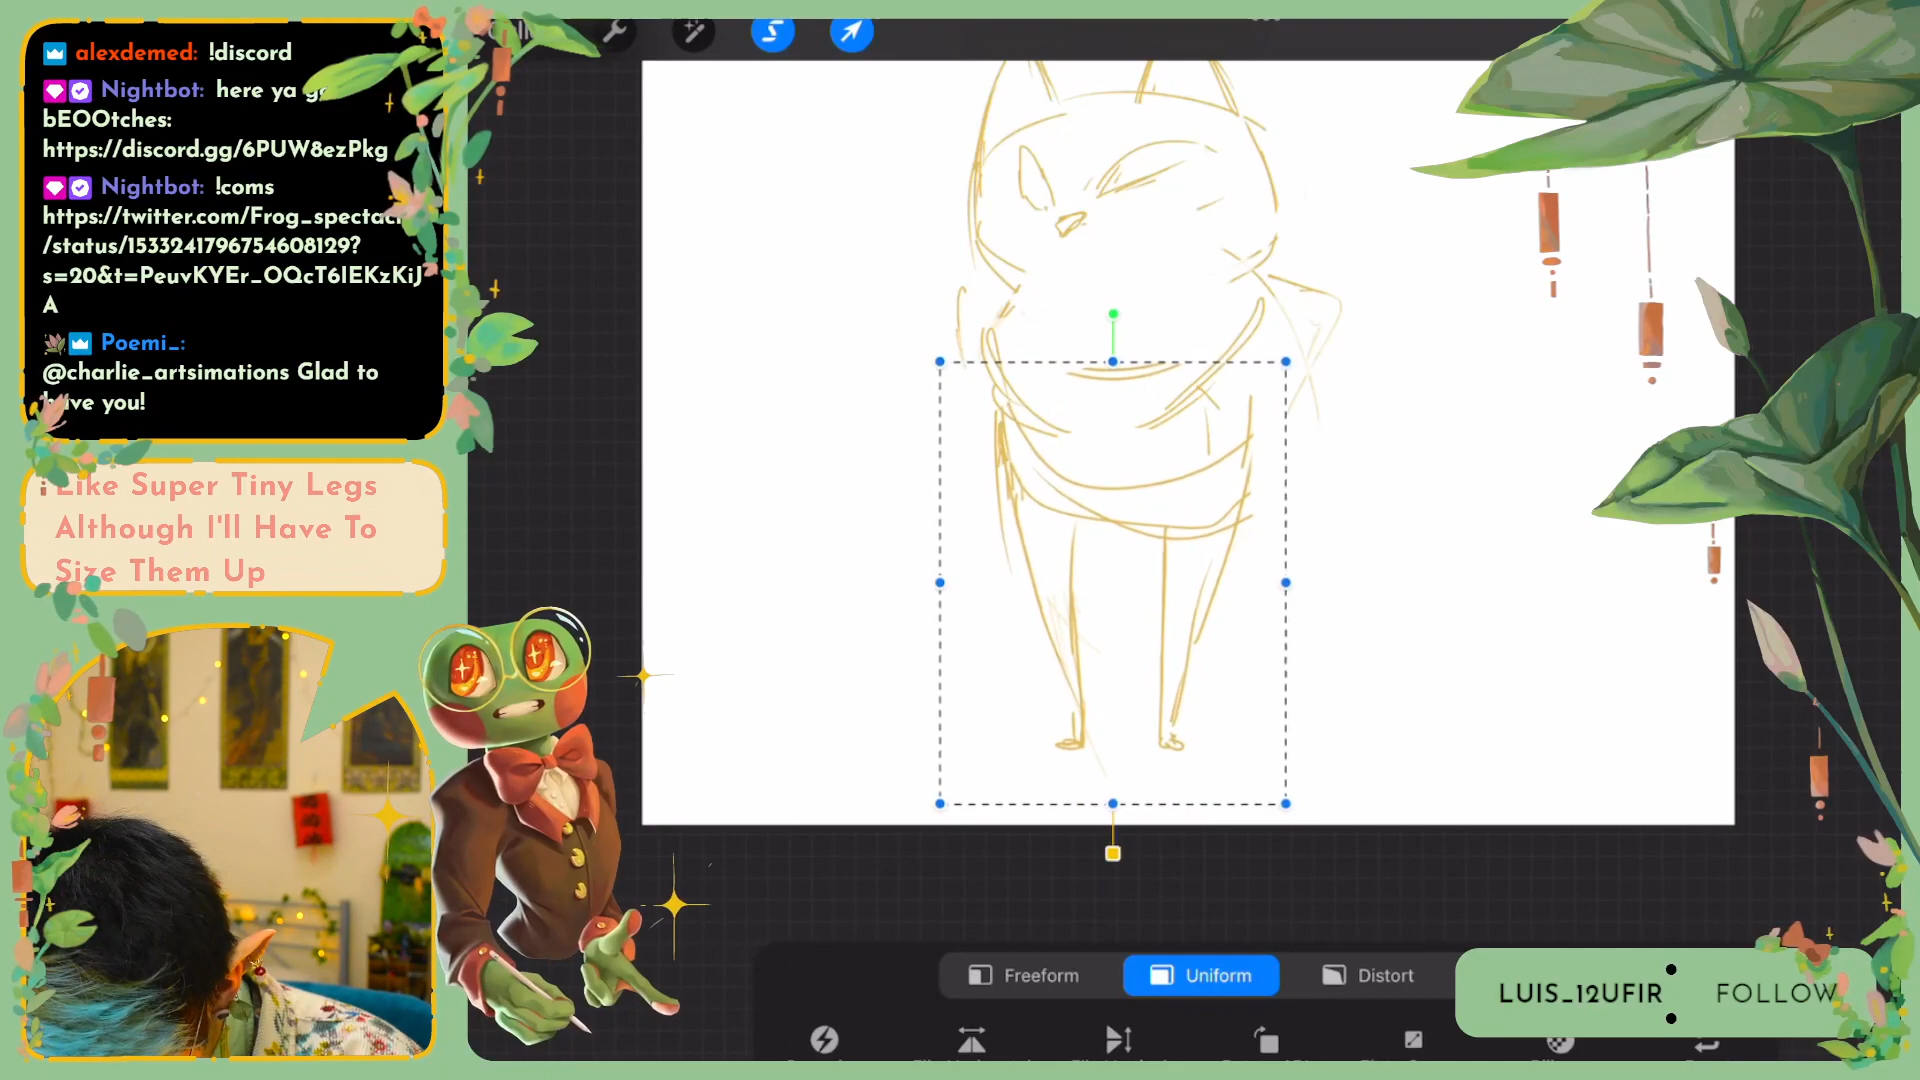 alexdemed: !discord
Nightbot: here ya
bEOOtches:
https://discord.gg/6PUW8ezPkg
Nightbot: !coms
https://twitter.com/Frog_spectac
/status/1533241796754608129?
s=20&t=PeuvKYEr_OQcT6IEKzKiJ
A
Poemi_:
@charlie_artsimations Glad to
have you!
Like Super Tiny Legs
Although I'll Have To
Size Them Up
Freeform Uniform Distort
LUIS_12UFIR FOLLOW